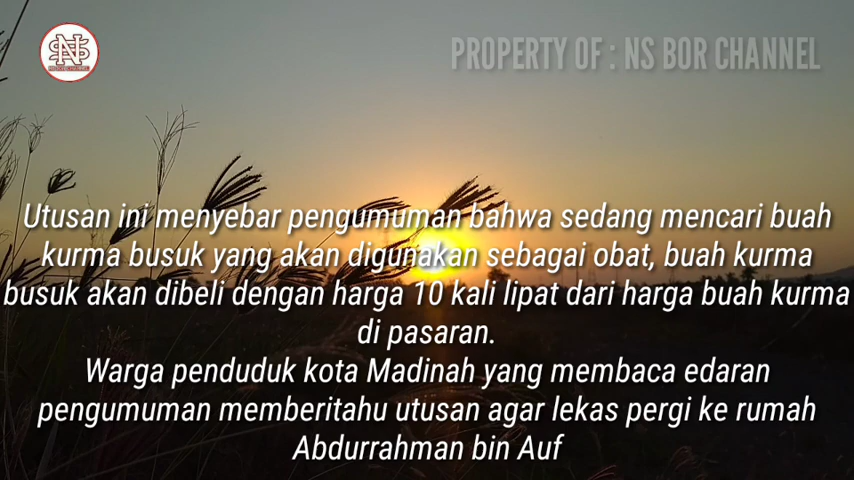 PROPERTY OF : NS BOR CHANNEL
Utusan ini menyebar pengumuman bahwa sedang mencari buah
kurma busuk yang akan digunakan sebagai obat, buah kurma
busuk akan dibeli dengan harga 10 kali lipat dari harga buah kurma
di pasaran.
Warga penduduk kota Madinah yang membaca edaran
pengumuman memberitahu utusan agar lekas pergi ke rumah
Abdurrahman bin Auf